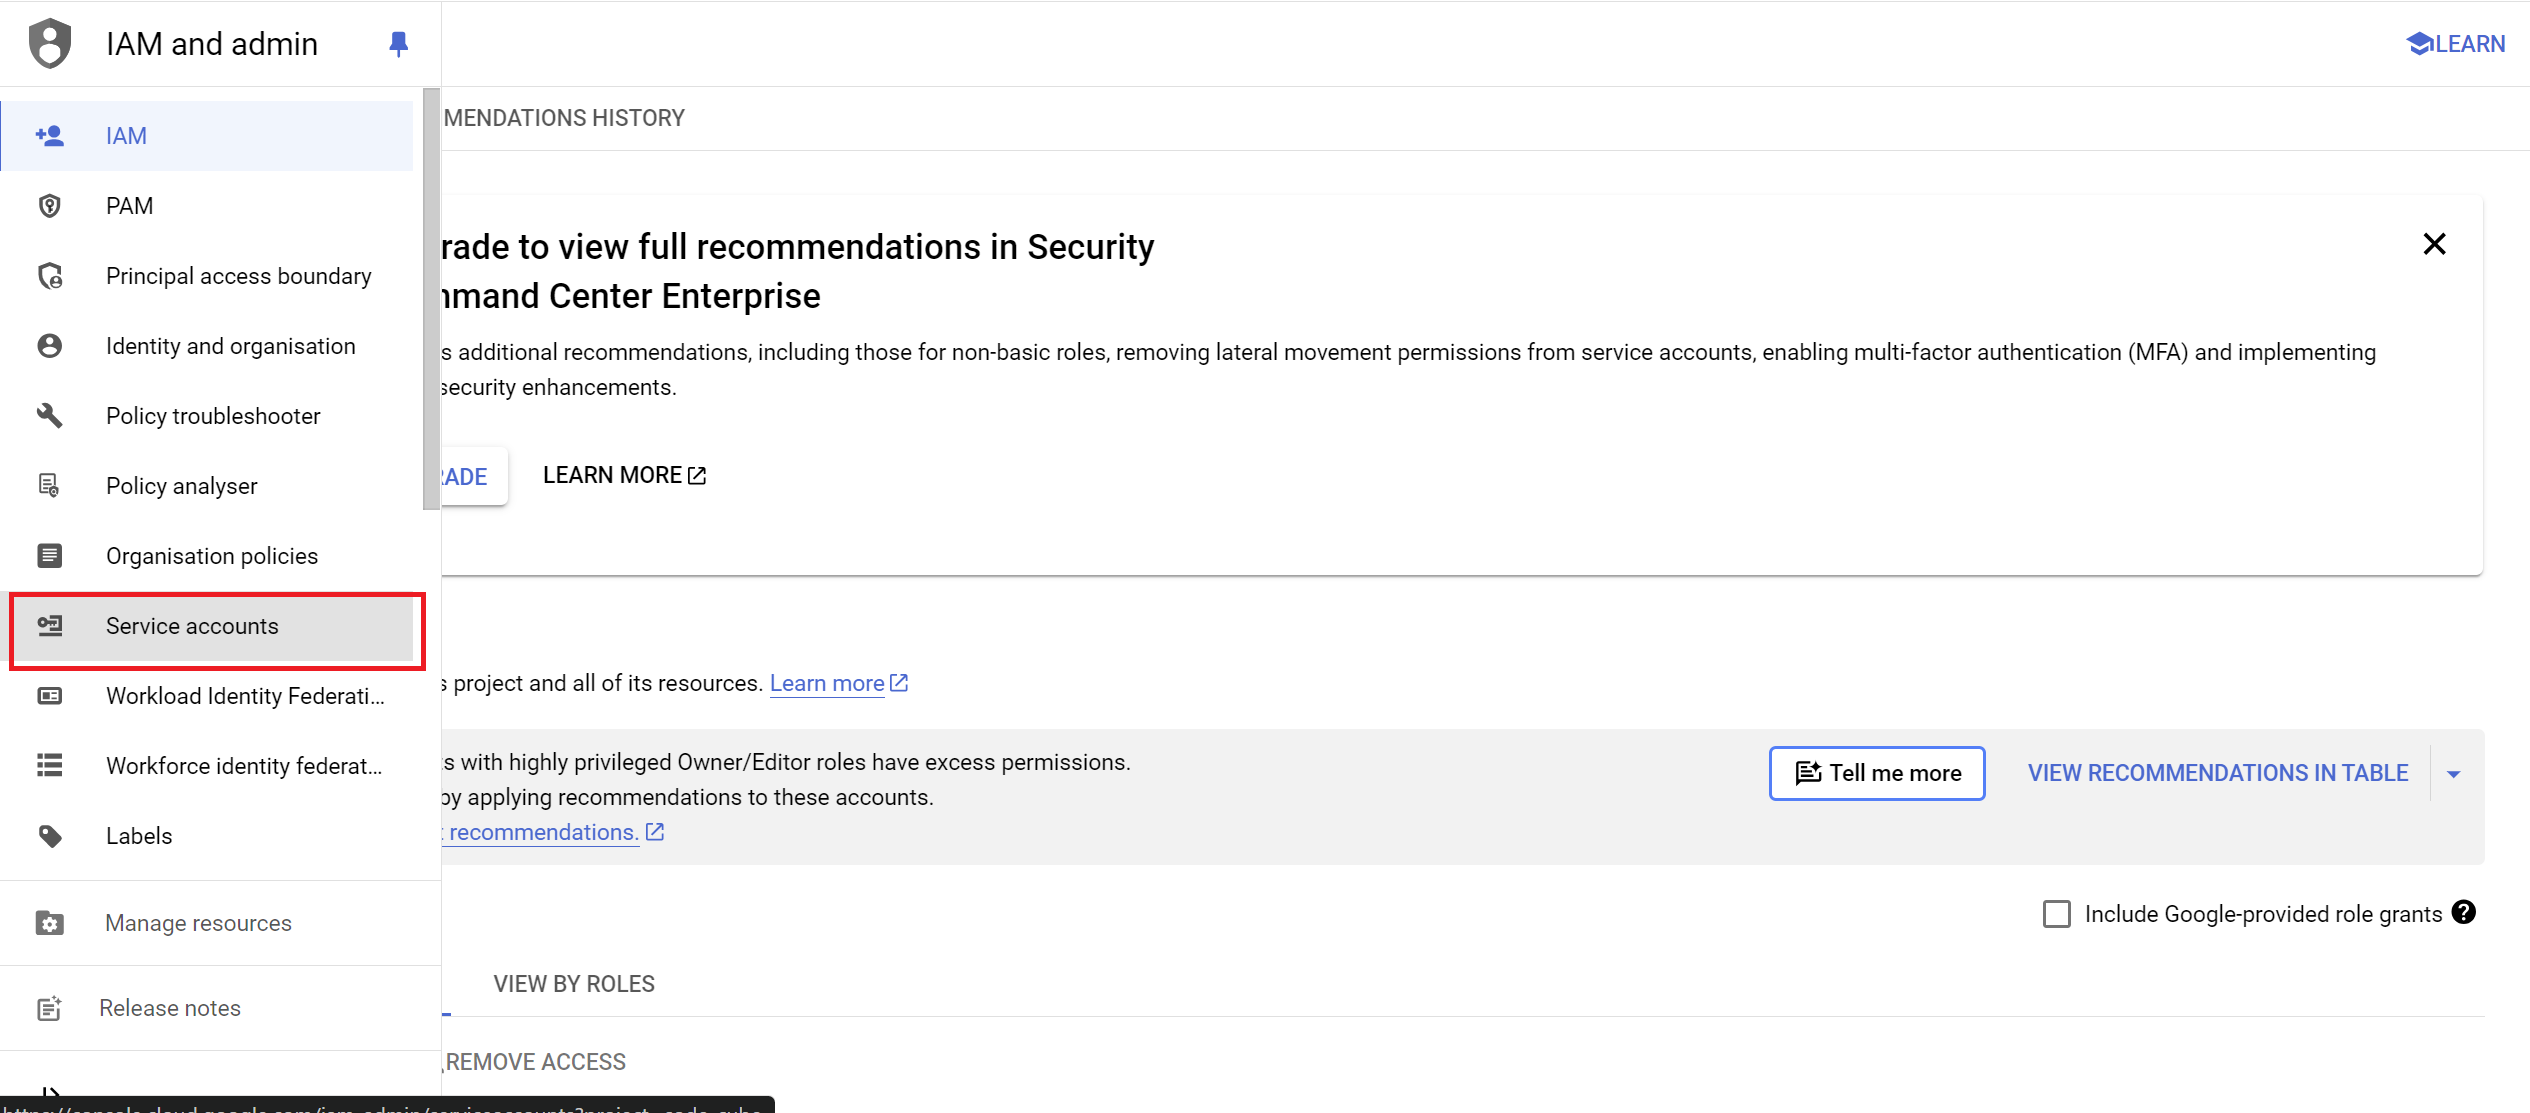 IAM and admin
LEARN
IAM
PAM
Principal access boundary
Identity and organisation
Policy troubleshooter
Policy analyser
Organisation policies
Service accounts
Workload Identity Federati...
Workforce identity federat...
Labels
Manage resources
Release notes
MENDATIONS HISTORY
rade to view full recommendations in Security
mmand Center Enterprise
s additional recommendations, including those for non-basic roles, removing lateral movement permissions from service accounts, enabling multi-factor authentication (MFA) and implementing
security enhancements.
RADE
LEARN MORE
s project and all of its resources. Learn more
s with highly privileged Owner/Editor roles have excess permissions.
by applying recommendations to these accounts.
recommendations.
Tell me more
VIEW RECOMMENDATIONS IN TABLE
Include Google-provided role grants
VIEW BY ROLES
REMOVE ACCESS